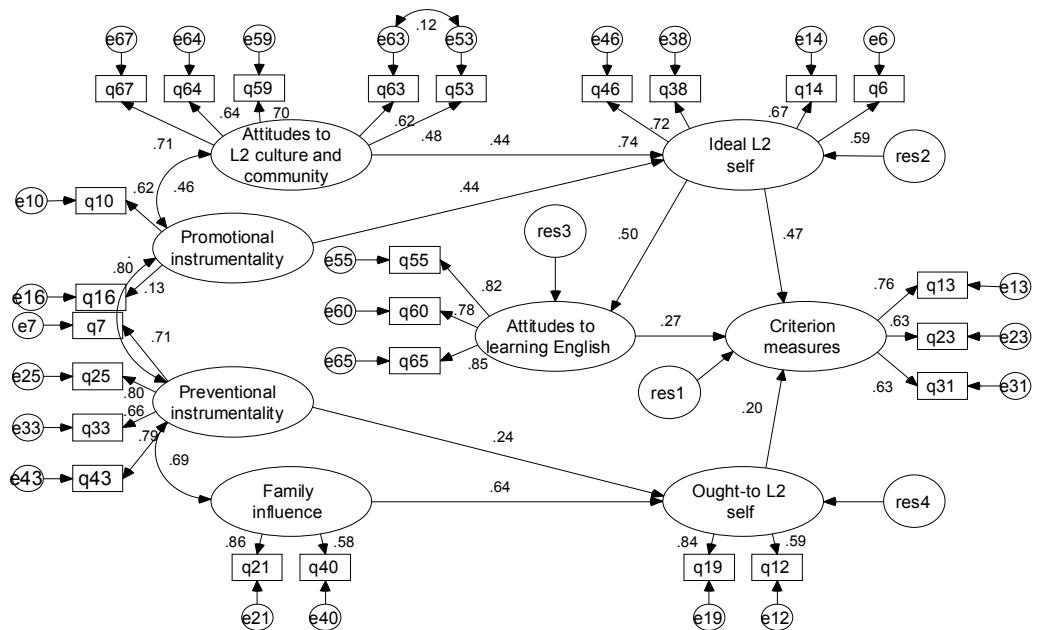 .12
e67 e64 e59 e63 e53 e46 e38 e14 e6
q67 q64 q59 q63 q53 q46 q38 q14 q6
.64 .70 .62 .48 .72 .74 .67 .59
.71
Attitudes to
L2 culture and
community
.44
Ideal L2
self
res2
.46
e10 q10 .62
.44
Promotional
instrumentality
res3
.50
.47
.80
e16 q16 .13
e55 q55 .82
e7 q7 .71
e60 q60 .78
e65 q65 .85
Attitudes to
learning English
.27
Criterion
measures
.76 q13 e13
.63 q23 e23
.63 q31 e31
res1
e25 q25 .80
e33 q33 .66
e43 q43 .79
Preventional
instrumentality
.20
.24
.69
Family
influence
.64
Ought-to L2
self
res4
.86 .58 .84 .59
q21 q40 q19 q12
e21 e40 e19 e12